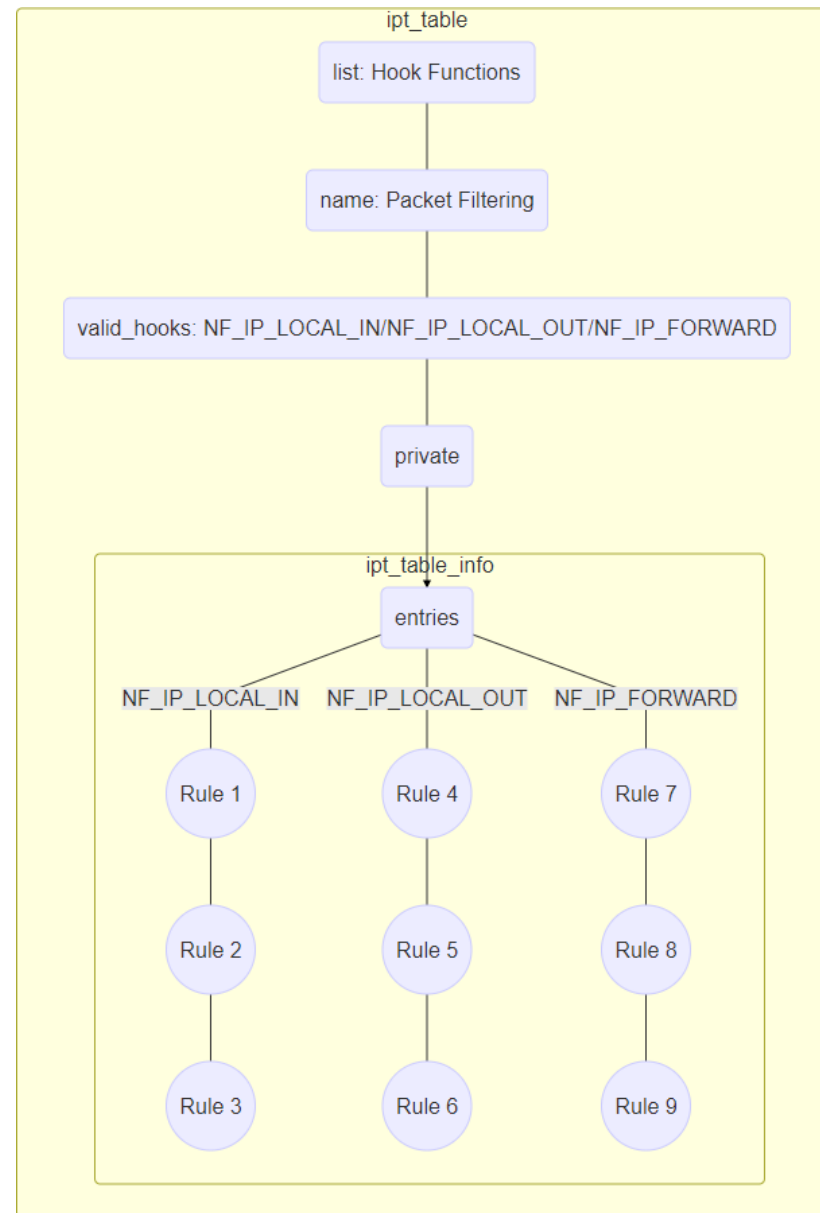 ipt_table
list: Hook Functions
name: Packet Filtering
valid_hooks: NF_IP_LOCAL_IN/NF_IP_LOCAL_OUT/NF_IP_FORWARD
private
ipt_table_info
entries
NF_IP_LOCAL_IN NF_IP_LOCAL_OUT NF_IP_FORWARD
Rule 1 Rule 4 Rule 7
Rule 2 Rule 5 Rule 8
Rule 3 Rule 6 Rule 9